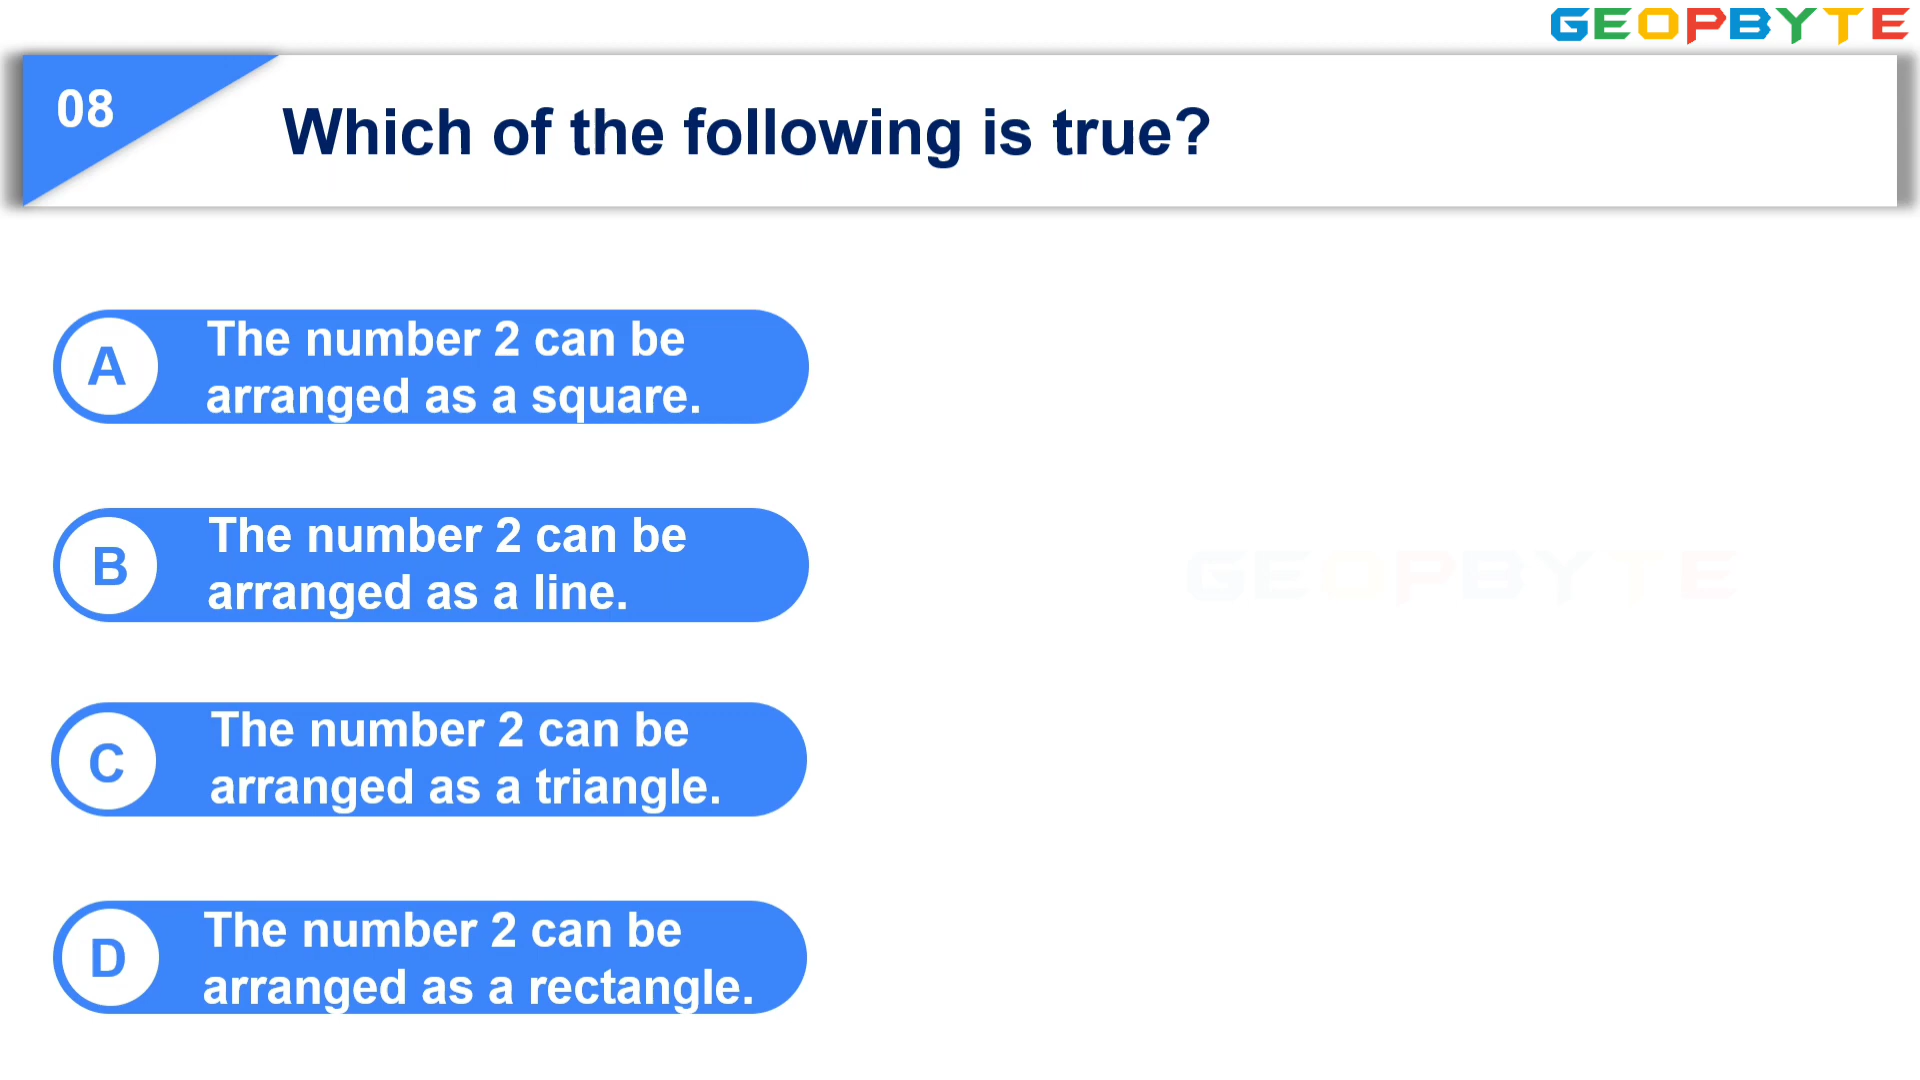 GEOPBYTE
08
Which of the following is true?
A
The number 2 can be
arranged as a square.
B
The number 2 can be
arranged as a line.
GEOPBYTE
C
The number 2 can be
arranged as a triangle.
D
The number 2 can be
arranged as a rectangle.